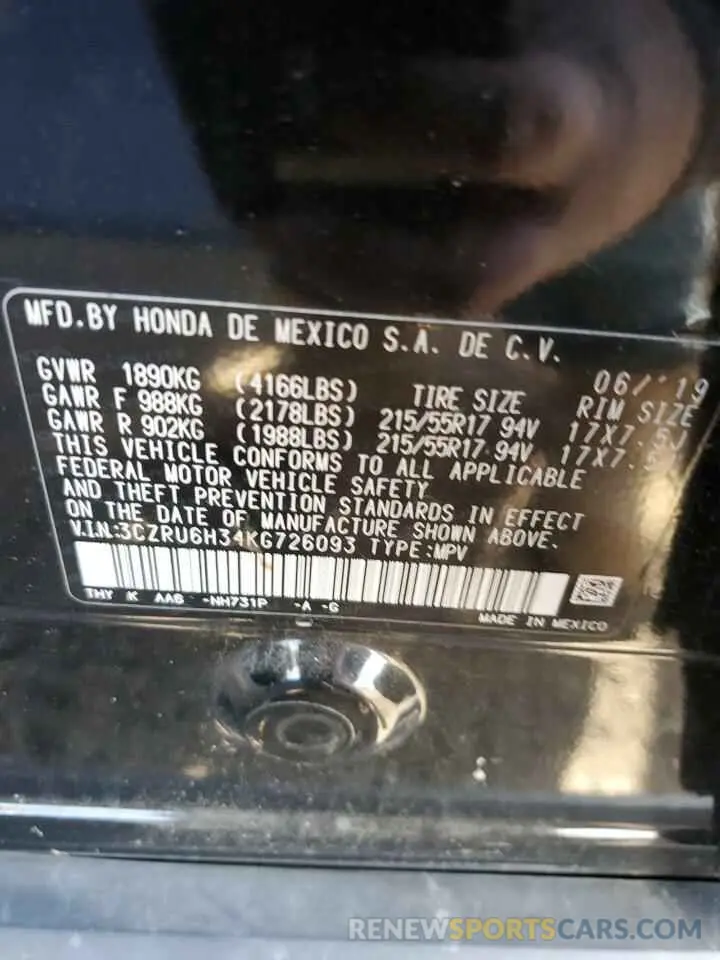 MFD.BY HONDA DE MEXICO S.A. DE C.V.
06/'19
GVWR 1890KG (4166LBS) TIRE SIZE RIM SIZE
GAWR F 988KG (2178LBS) 215/55R17 94V 17X7.5J
GAWR R 902KG (1988LBS) 215/55R17 94V 17X7.5
THIS VEHICLE CONFORMS TO ALL APPLICABLE
FEDERAL MOTOR VEHICLE SAFETY
AND THEFT PREVENTION STANDARDS IN EFFECT
ON THE DATE OF MANUFACTURE SHOWN ABOVE.
V.I.N:3CZRU6H34KG726093 TYPE:MPV
THY K AAB -NH731P -A -G
MADE IN MEXICO
RENEWSPORTSCARS.COM